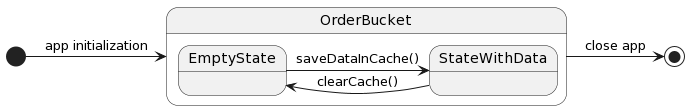 OrderBucket
app initialization
EmptyState
saveDataInCache()
StateWithData
clearCache()
close app